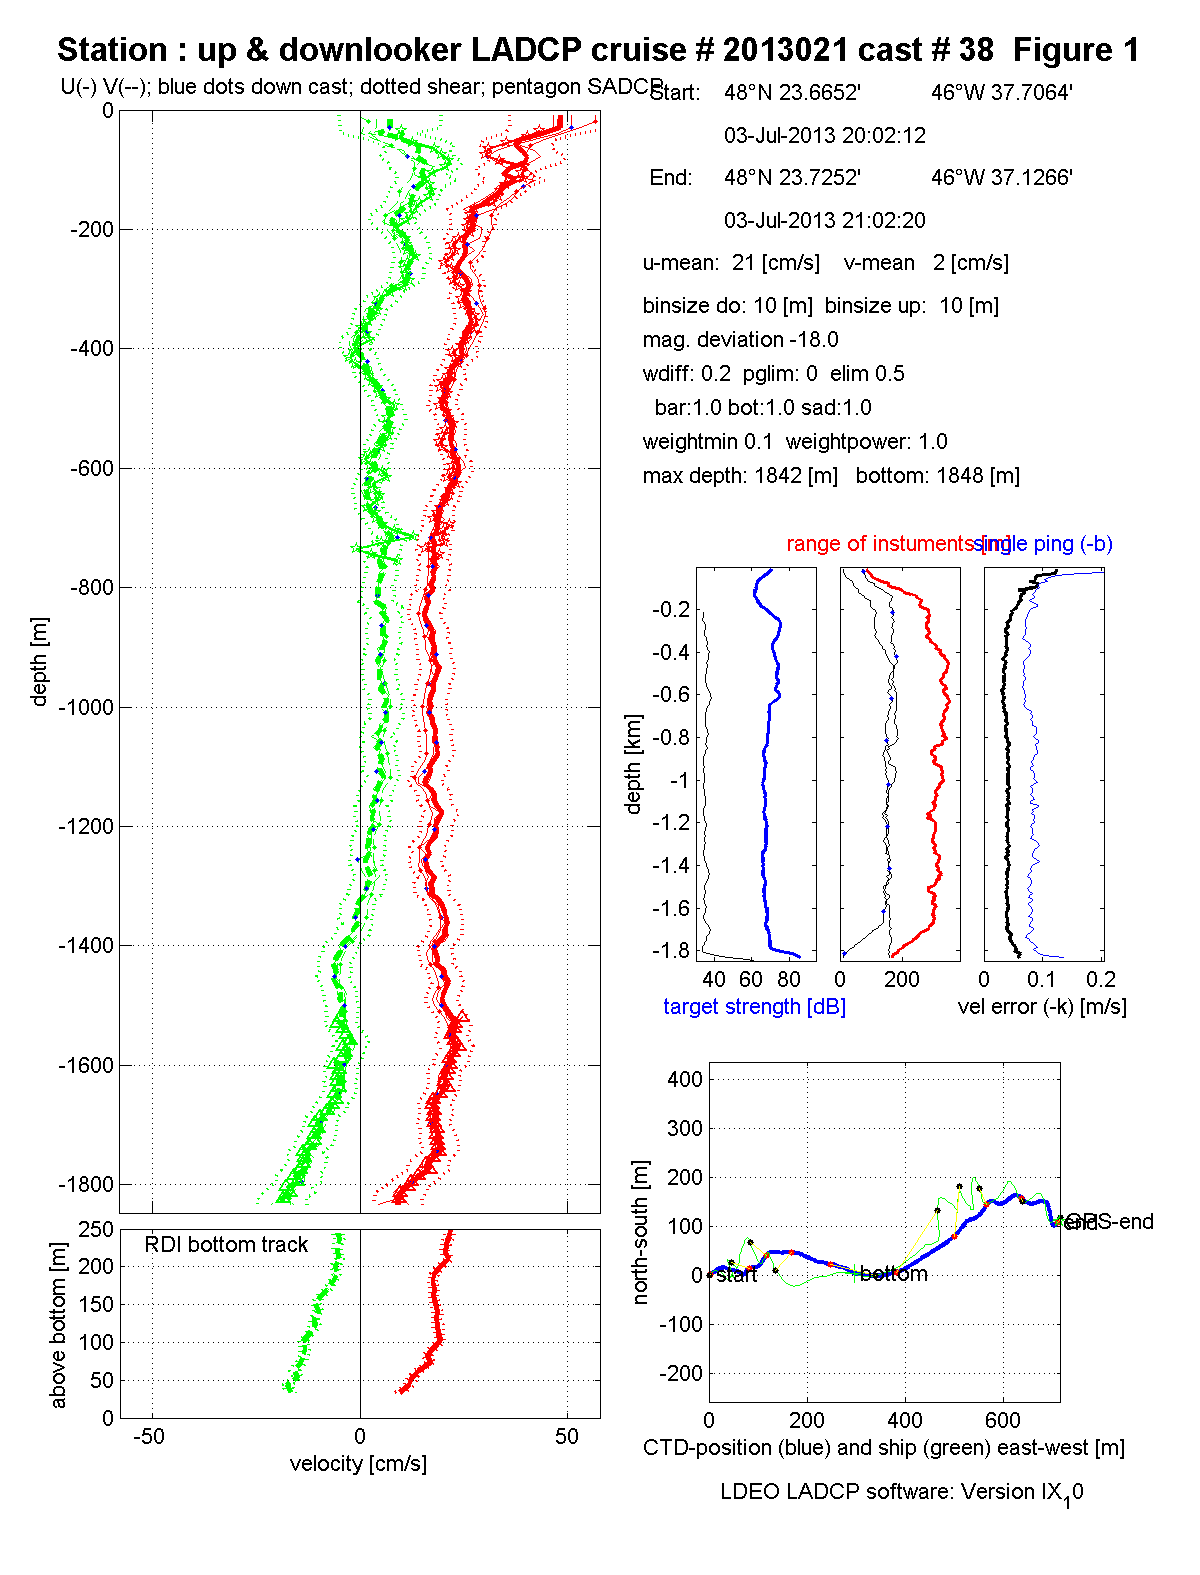 Station : up & downlooker LADCP cruise # 2013021 cast # 38  Figure 1
U(-) V(--); blue dots down cast; dotted shear; pentagon SADCP
Start: 48°N 23.6652' 46°W 37.7064'
03-Jul-2013 20:02:12
End: 48°N 23.7252' 46°W 37.1266'
03-Jul-2013 21:02:20
u-mean: 21 [cm/s] v-mean 2 [cm/s]
binsize do: 10 [m] binsize up: 10 [m]
mag. deviation -18.0
wdiff: 0.2 pglim: 0 elim 0.5
bar:1.0 bot:1.0 sad:1.0
weightmin 0.1 weightpower: 1.0
max depth: 1842 [m] bottom: 1848 [m]
0
-200
-400
-600
-800
-1000
-1200
-1400
-1600
-1800
depth [m]
RDI bottom track
250
200
150
100
50
0
above bottom [m]
-50 0 50
velocity [cm/s]
range of instuments [m]
single ping (-b)
-0.2
-0.4
-0.6
-0.8
-1
-1.2
-1.4
-1.6
-1.8
depth [km]
40 60 80
0 200
0 0.1 0.2
target strength [dB]
vel error (-k) [m/s]
400
300
200
100
0
-100
-200
north-south [m]
start
bottom
end
GPS-end
0 200 400 600
CTD-position (blue) and ship (green) east-west [m]
LDEO LADCP software: Version IX10